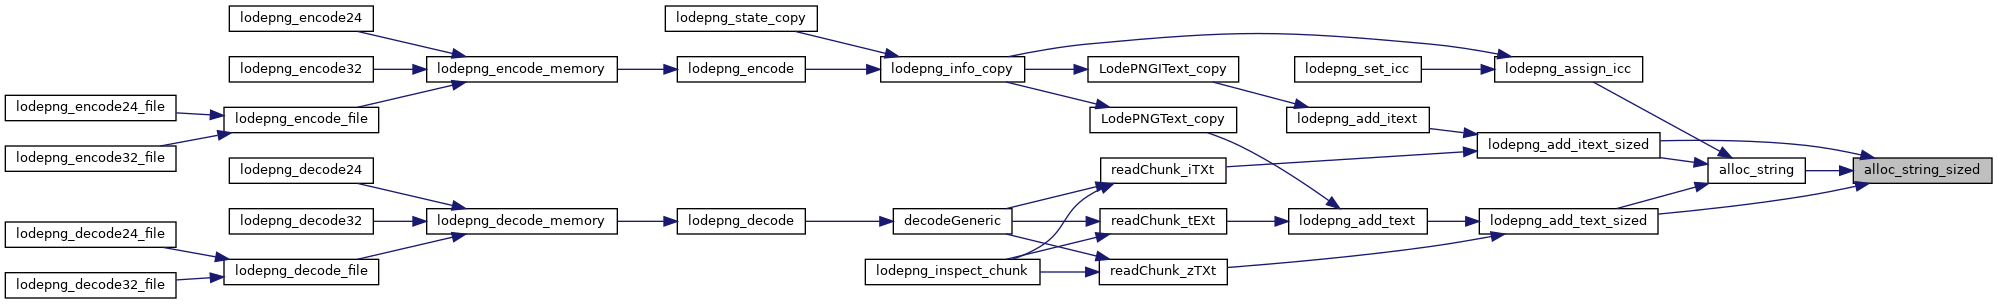 lodepng_encode24
lodepng_state_copy
lodepng_encode32
lodepng_encode_memory
lodepng_encode
lodepng_info_copy
LodePNGIText_copy
lodepng_set_icc
lodepng_assign_icc
lodepng_encode24_file
lodepng_encode_file
LodePNGText_copy
lodepng_add_itext
lodepng_encode32_file
lodepng_add_itext_sized
lodepng_decode24
readChunk_iTXt
alloc_string
alloc_string_sized
lodepng_decode32
lodepng_decode_memory
lodepng_decode
decodeGeneric
readChunk_tEXt
lodepng_add_text
lodepng_add_text_sized
lodepng_decode24_file
lodepng_decode_file
lodepng_inspect_chunk
readChunk_zTXt
lodepng_decode32_file